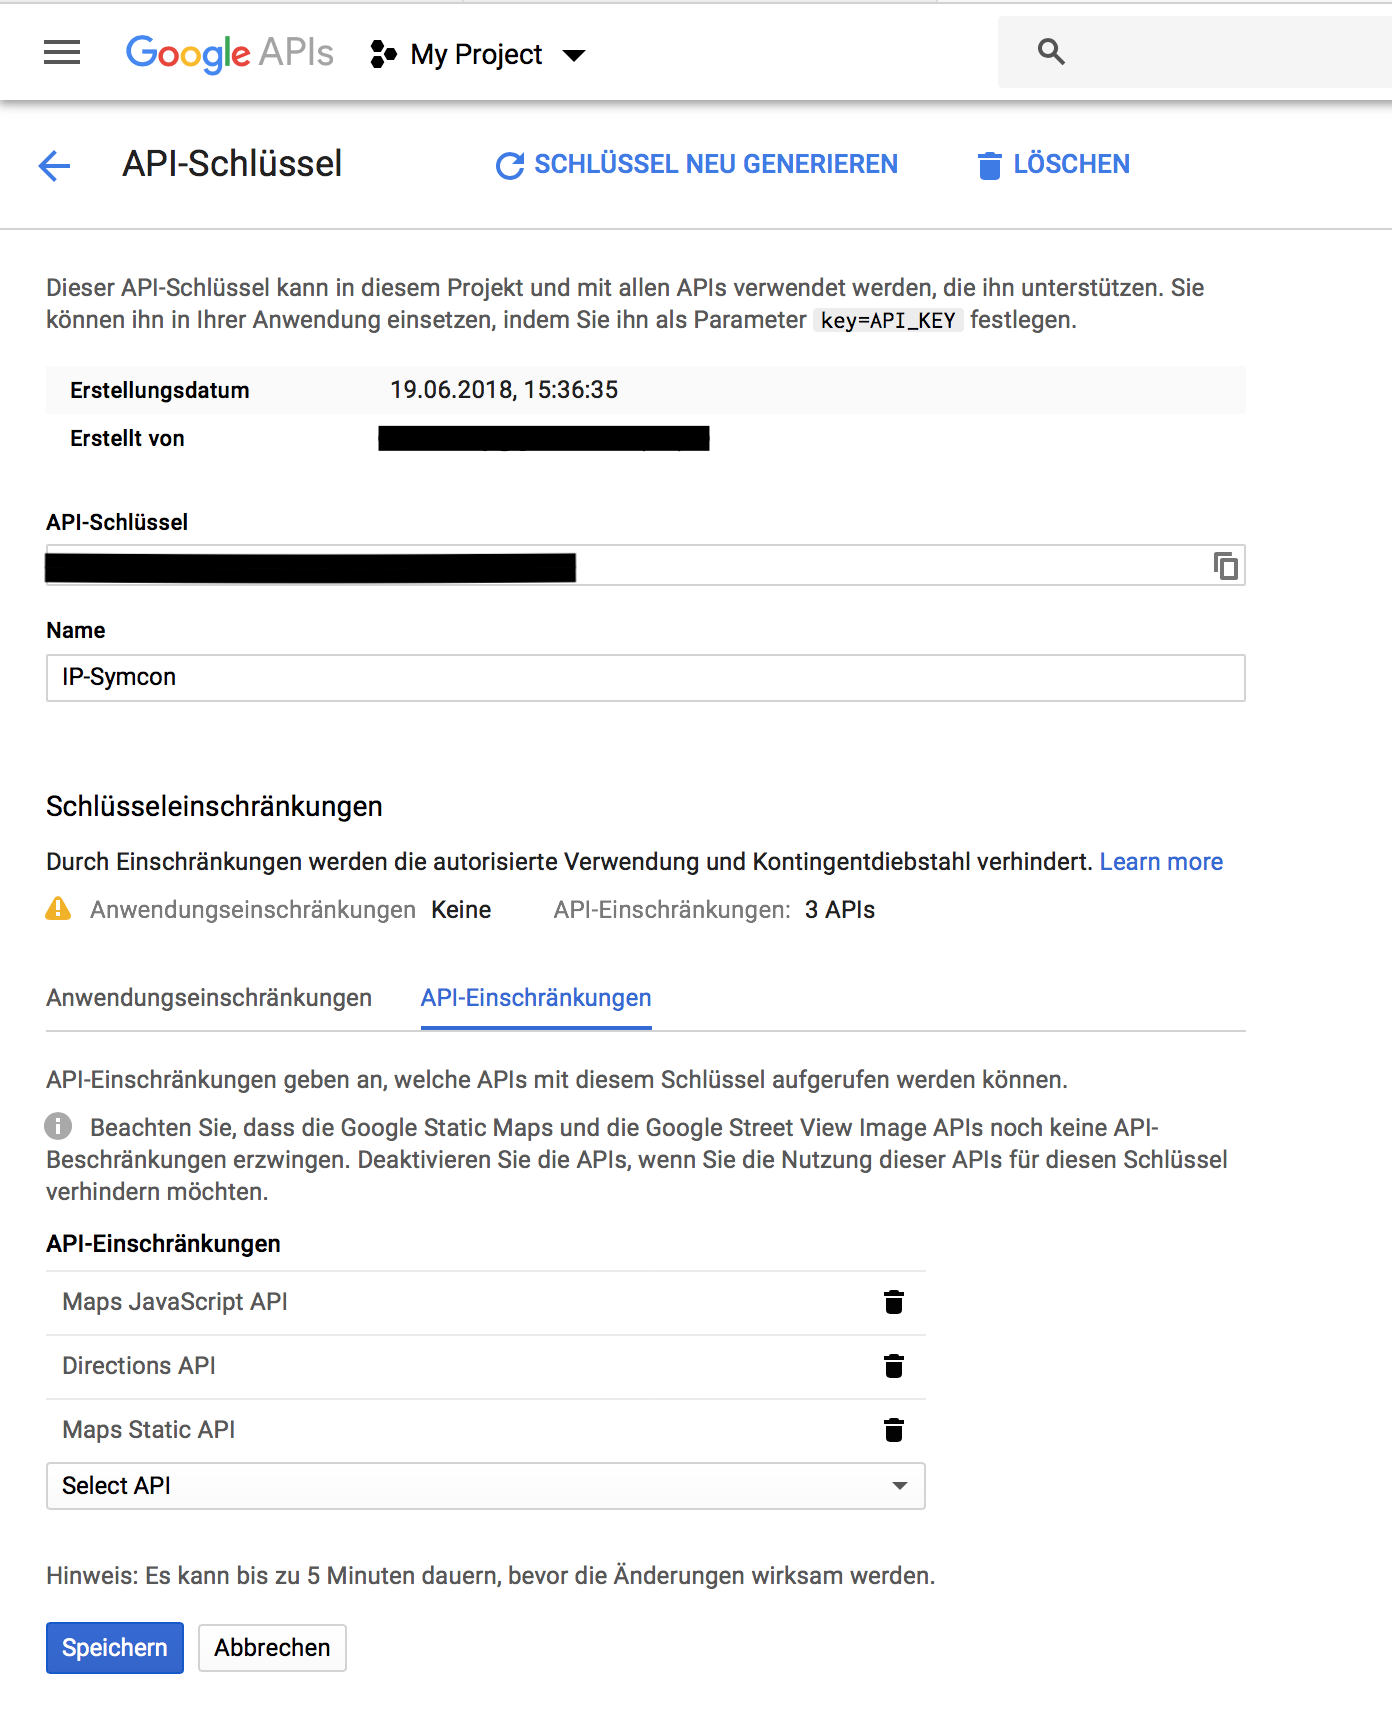 Google APIs My Project
API-Schlüssel SCHLÜSSEL NEU GENERIEREN LÖSCHEN
Dieser API-Schlüssel kann in diesem Projekt und mit allen APIs verwendet werden, die ihn unterstützen. Sie
können ihn in Ihrer Anwendung einsetzen, indem Sie ihn als Parameter key=API_KEY festlegen.
Erstellungsdatum 19.06.2018, 15:36:35
Erstellt von
API-Schlüssel
Name
IP-Symcon
Schlüsseleinschränkungen
Durch Einschränkungen werden die autorisierte Verwendung und Kontingentdiebstahl verhindert. Learn more
Anwendungseinschränkungen Keine API-Einschränkungen: 3 APIs
Anwendungseinschränkungen API-Einschränkungen
API-Einschränkungen geben an, welche APIs mit diesem Schlüssel aufgerufen werden können.
Beachten Sie, dass die Google Static Maps und die Google Street View Image APIs noch keine API-
Beschränkungen erzwingen. Deaktivieren Sie die APIs, wenn Sie die Nutzung dieser APIs für diesen Schlüssel
verhindern möchten.
API-Einschränkungen
Maps JavaScript API
Directions API
Maps Static API
Select API
Hinweis: Es kann bis zu 5 Minuten dauern, bevor die Änderungen wirksam werden.
Speichern Abbrechen